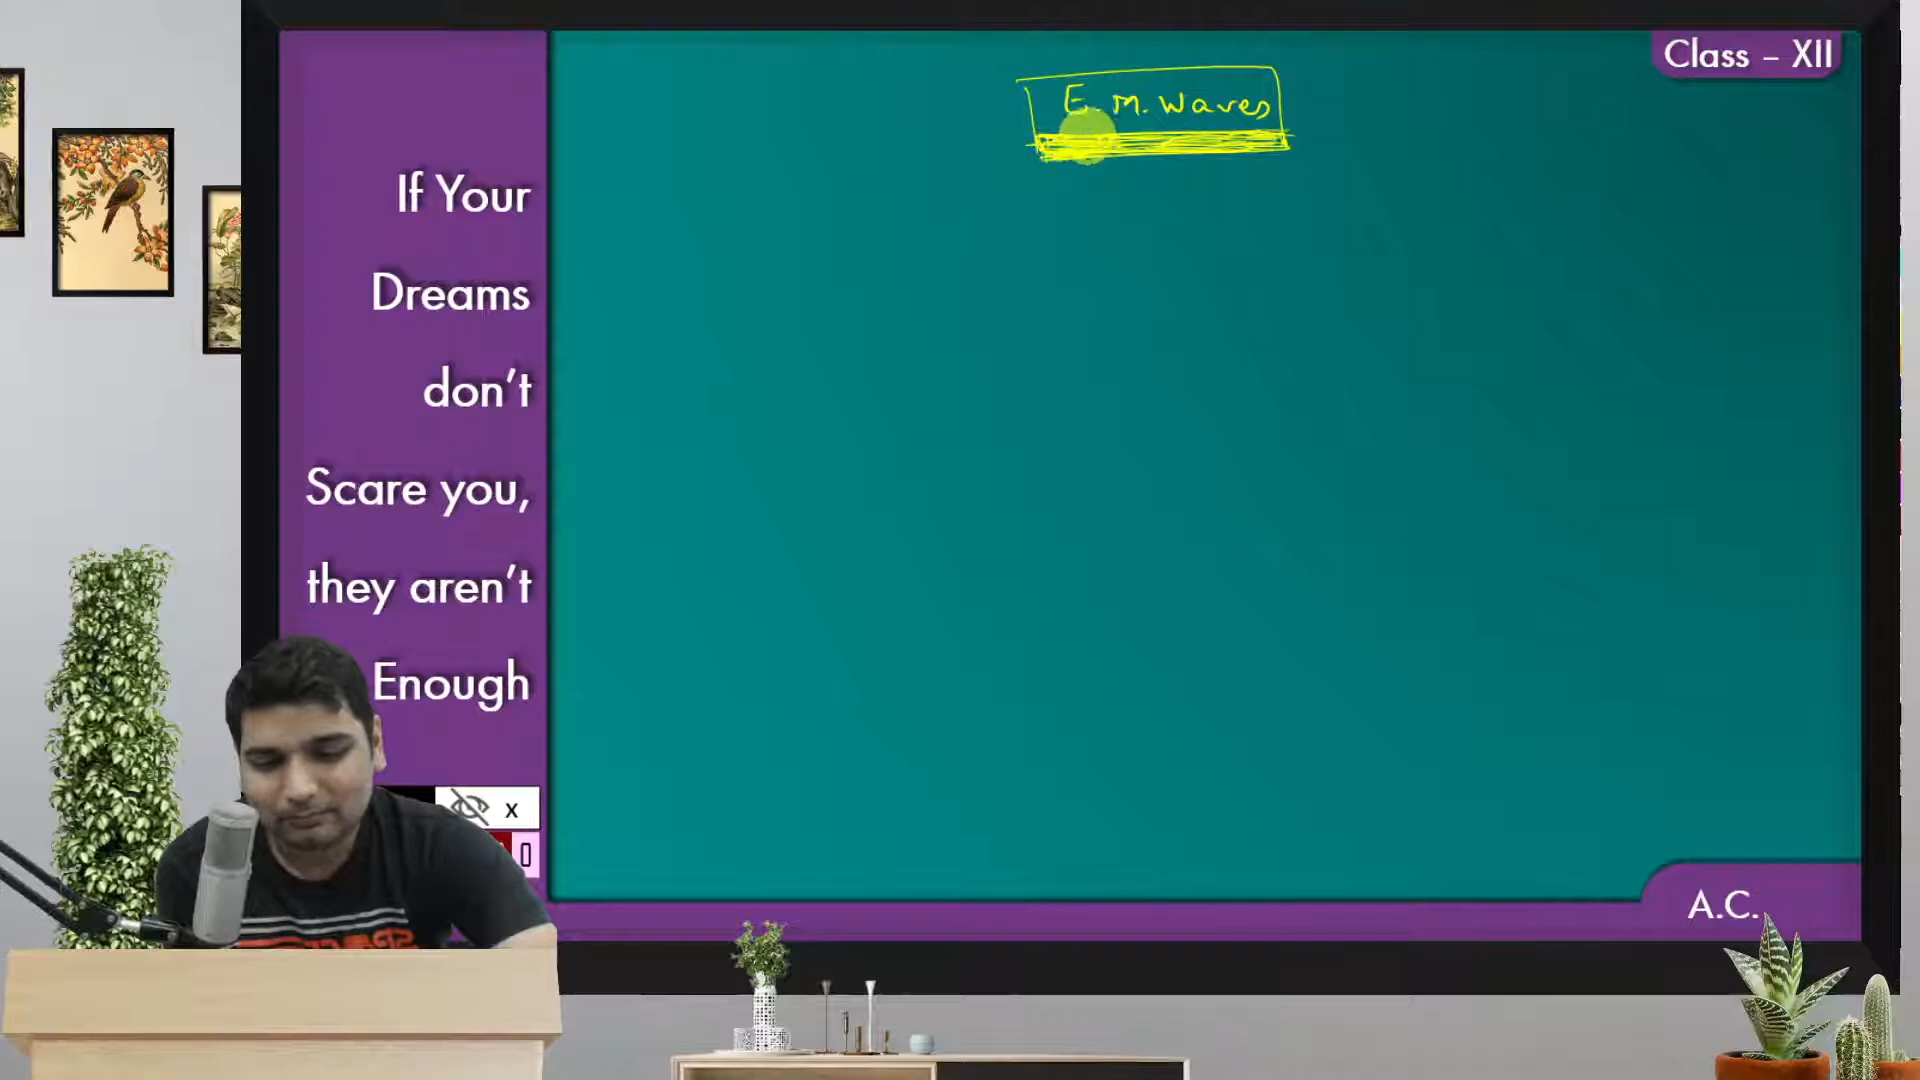 Class – XII
E. M. Waves
If Your
Dreams
don’t
Scare you,
they aren’t
Enough
x
A.C.